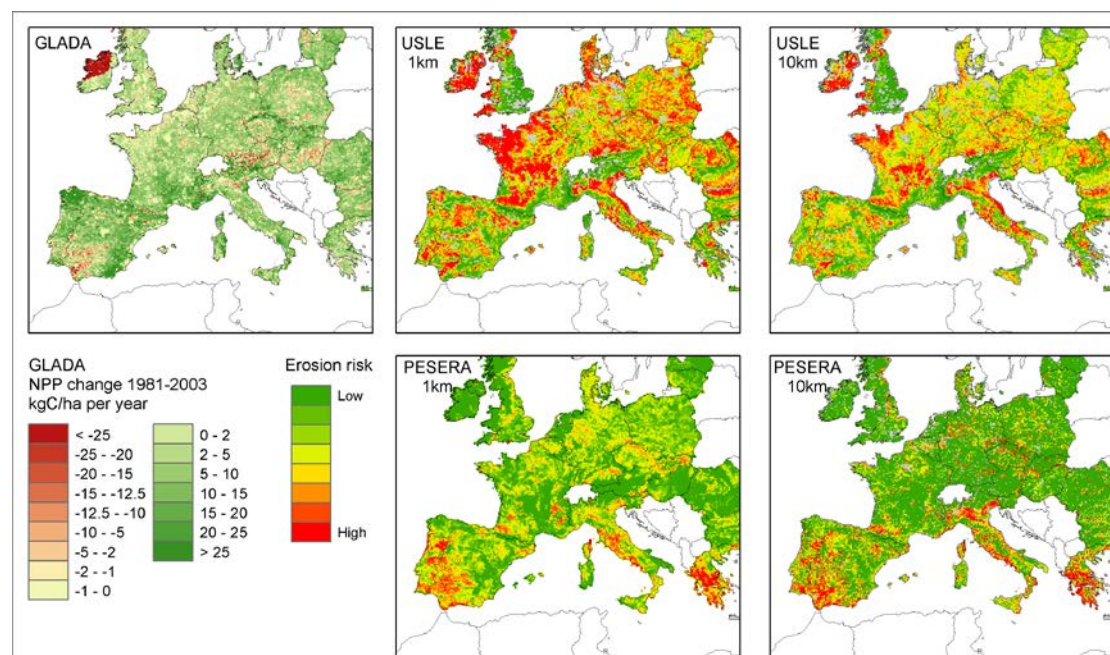 GLADA
USLE
1km
USLE
10km
GLADA
NPP change 1981-2003
kgC/ha per year
< -25
-25 - -20
-20 - -15
-15 - -12.5
-12.5 - -10
-10 - -5
-5 - -2
-2 - -1
-1 - 0
0 - 2
2 - 5
5 - 10
10 - 15
15 - 20
20 - 25
> 25
Erosion risk
Low
High
PESERA
1km
PESERA
10km